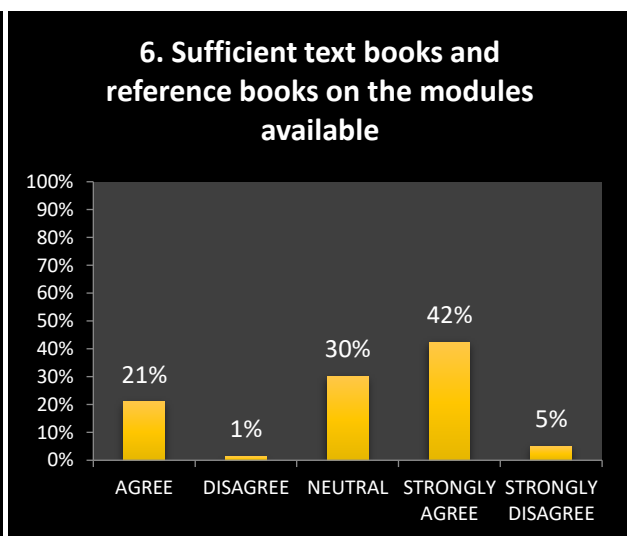 6. Sufficient text books and
reference books on the modules
available
100%
90%
80%
70%
60%
50%
40%
30%
20%
10%
0%
21%
1%
30%
42%
5%
AGREE
DISAGREE
NEUTRAL
STRONGLY
AGREE
STRONGLY
DISAGREE